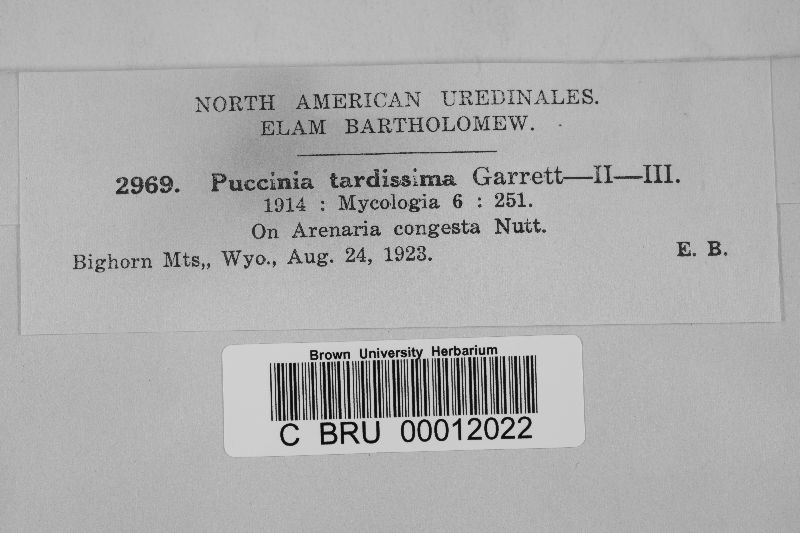 NORTH AMERICAN UREDINALES.
ELAM BARTHOLOMEW.
2969. Puccinia tardissima Garrett—II—III.
1914 : Mycologia 6 : 251.
On Arenaria congesta Nutt.
Bighorn Mts,, Wyo., Aug. 24, 1923. E. B.
Brown University Herbarium
C BRU 00012022